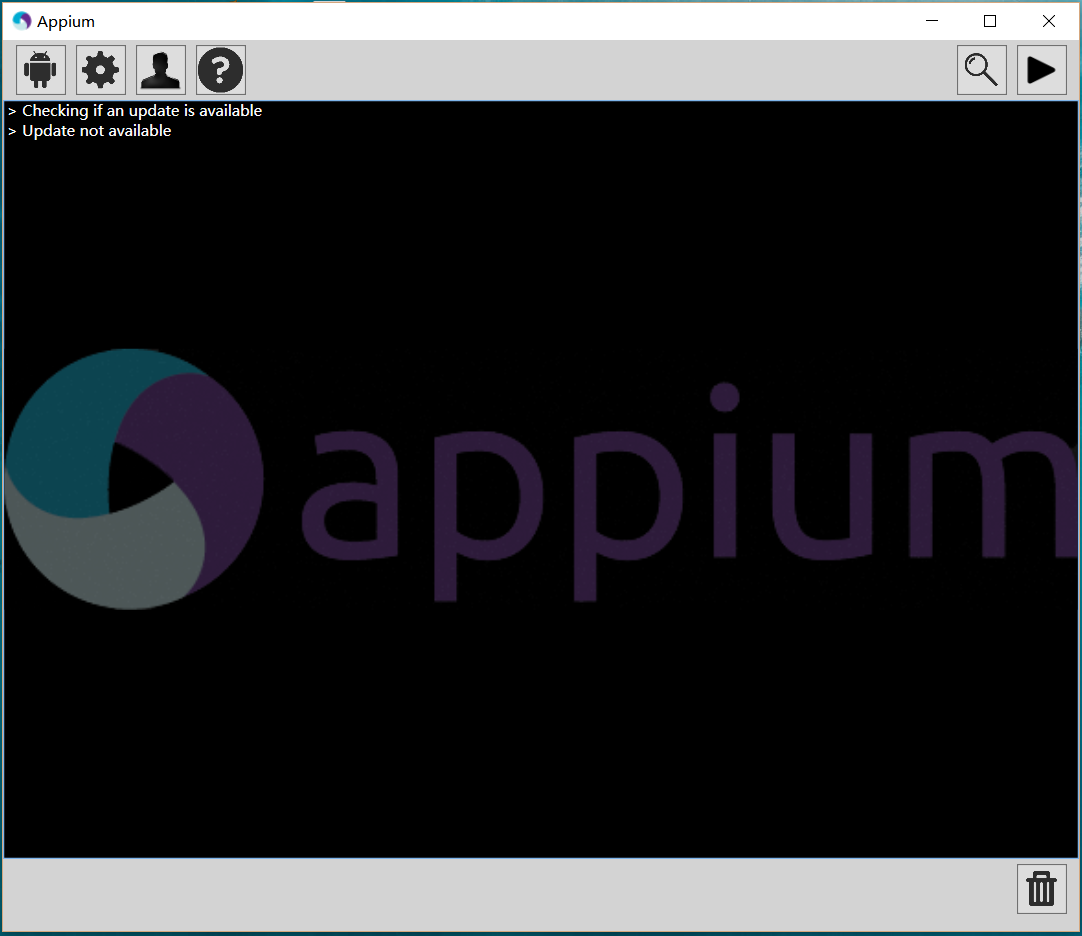 Appium
> Checking if an update is available
> Update not available
appium